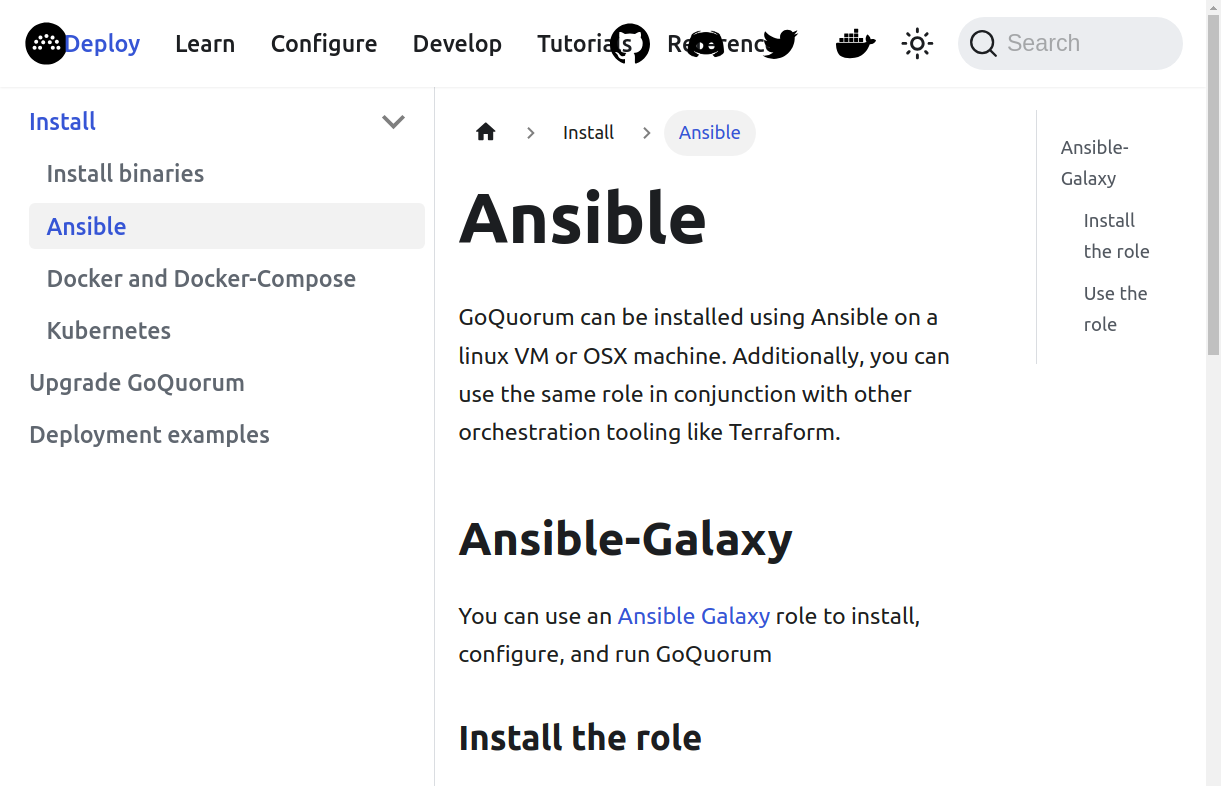 Deploy Learn Configure Develop Tutorials Search
Install
Install binaries
Ansible
Docker and Docker-Compose
Kubernetes
Upgrade GoQuorum
Deployment examples
Install Ansible
Ansible
GoQuorum can be installed using Ansible on a
linux VM or OSX machine. Additionally, you can
use the same role in conjunction with other
orchestration tooling like Terraform.
Ansible-Galaxy
You can use an Ansible Galaxy role to install,
configure, and run GoQuorum
Install the role
Ansible-
Galaxy
Install
the role
Use the
role